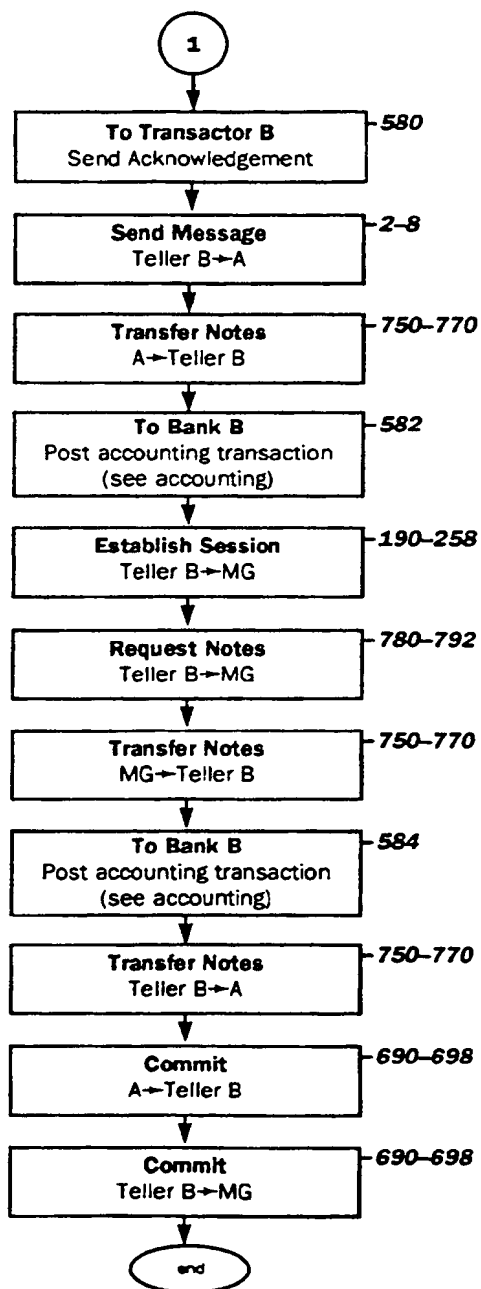 1
To Transactor B
Send Acknowledgement
580
Send Message
Teller B→A
2–8
Transfer Notes
A→Teller B
750–770
To Bank B
Post accounting transaction
(see accounting)
582
Establish Session
Teller B→MG
190–258
Request Notes
Teller B→MG
780–792
Transfer Notes
MG→Teller B
750–770
To Bank B
Post accounting transaction
(see accounting)
584
Transfer Notes
Teller B→A
750–770
Commit
A→Teller B
690–698
Commit
Teller B→MG
690–698
end